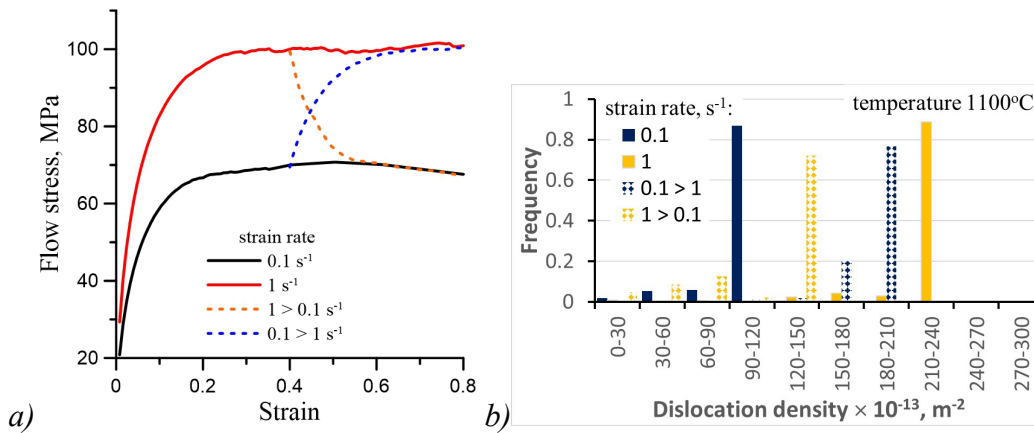 a)
Flow stress, MPa
100
80
60
40
20
0
0.2
0.4
0.6
0.8
Strain
strain rate
0.1 s⁻¹
1 s⁻¹
1 > 0.1 s⁻¹
0.1 > 1 s⁻¹
b)
Frequency
1
0.8
0.6
0.4
0.2
0
strain rate, s⁻¹:
0.1
1
0.1 > 1
1 > 0.1
temperature 1100°C
0-30
30-60
60-90
90-120
120-150
150-180
180-210
210-240
240-270
270-300
Dislocation density × 10⁻¹³, m⁻²